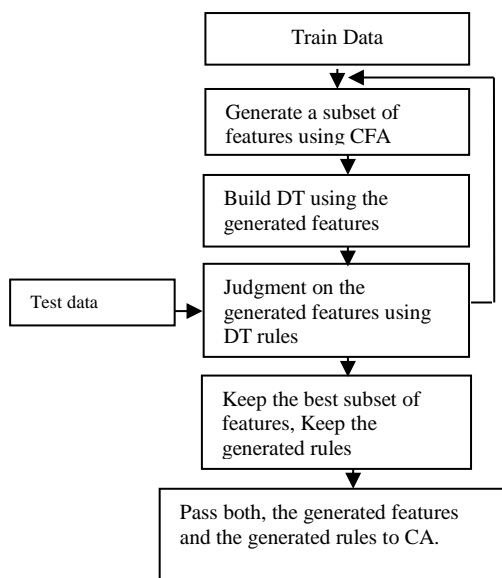 Train Data
Generate a subset of
features using CFA
Build DT using the
generated features
Test data
Judgment on the
generated features using
DT rules
Keep the best subset of
features, Keep the
generated rules
Pass both, the generated features
and the generated rules to CA.